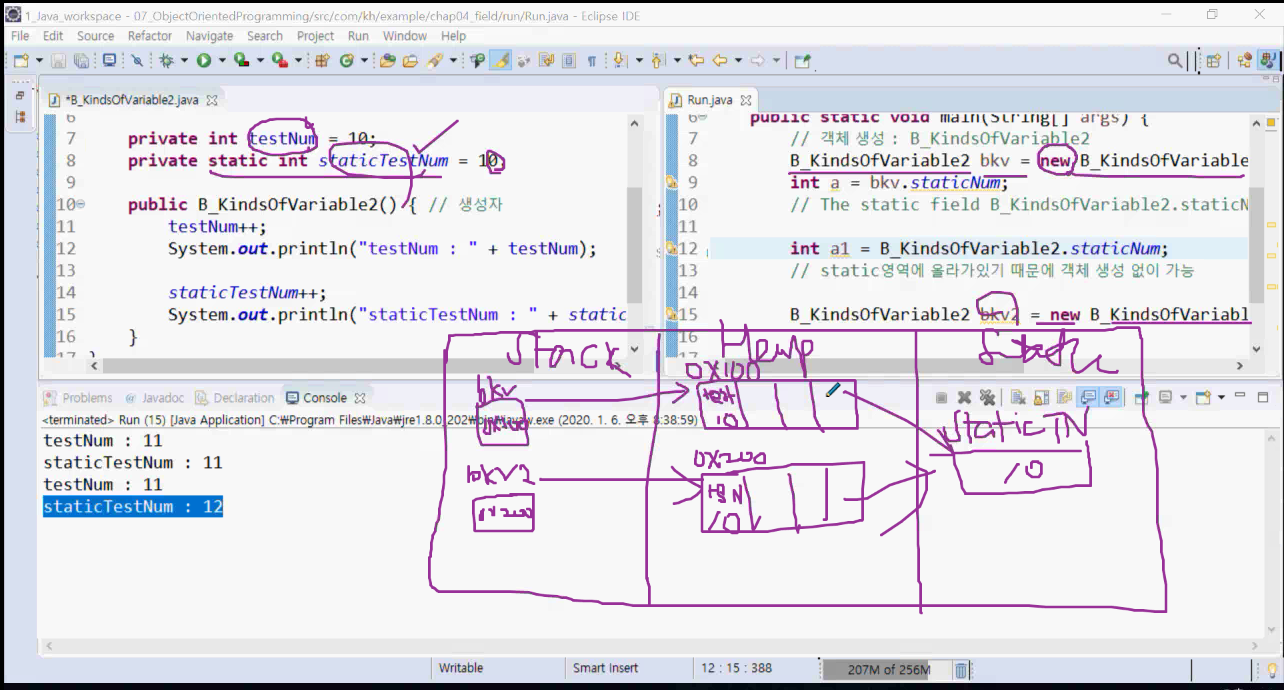 1_Java_workspace - 07_ObjectOrientedProgramming/src/com/kh/example/chap04_field/run/Run.java - Eclipse IDE
File Edit Source Refactor Navigate Search Project Run Window Help
*B_KindsOfVariable2.java
6
7 private int testNum = 10;
8 private static int staticTestNum = 10;
9
10 public B_KindsOfVariable2() { // 생성자
11 testNum++;
12 System.out.println("testNum : " + testNum);
13
14 staticTestNum++;
15 System.out.println("staticTestNum : " + static
16 }
17
Run.java
6 public static void main(String[] args) {
7 // 객체 생성 : B_KindsOfVariable2
8 B_KindsOfVariable2 bkv = new B_KindsOfVariable
9 int a = bkv.staticNum;
10 // The static field B_KindsOfVariable2.staticN
11
12 int a1 = B_KindsOfVariable2.staticNum;
13 // static영역에 올라가있기 때문에 객체 생성 없이 가능
14
15 B_KindsOfVariable2 bkv2 = new B_KindsOfVariabl
16
17
Problems Javadoc Declaration Console
<terminated> Run (15) [Java Application] C:₩Program Files₩Java₩jre1.8.0_202₩bin₩javaw.exe (2020. 1. 6. 오후 8:38:59)
testNum : 11
staticTestNum : 11
testNum : 11
staticTestNum : 12
Stack
bkv
0x100
bkv2
0x200
Heap
0X100
10
0X200
10
Static
StaticTN
10
Writable Smart Insert 12 : 15 : 388 207M of 256M